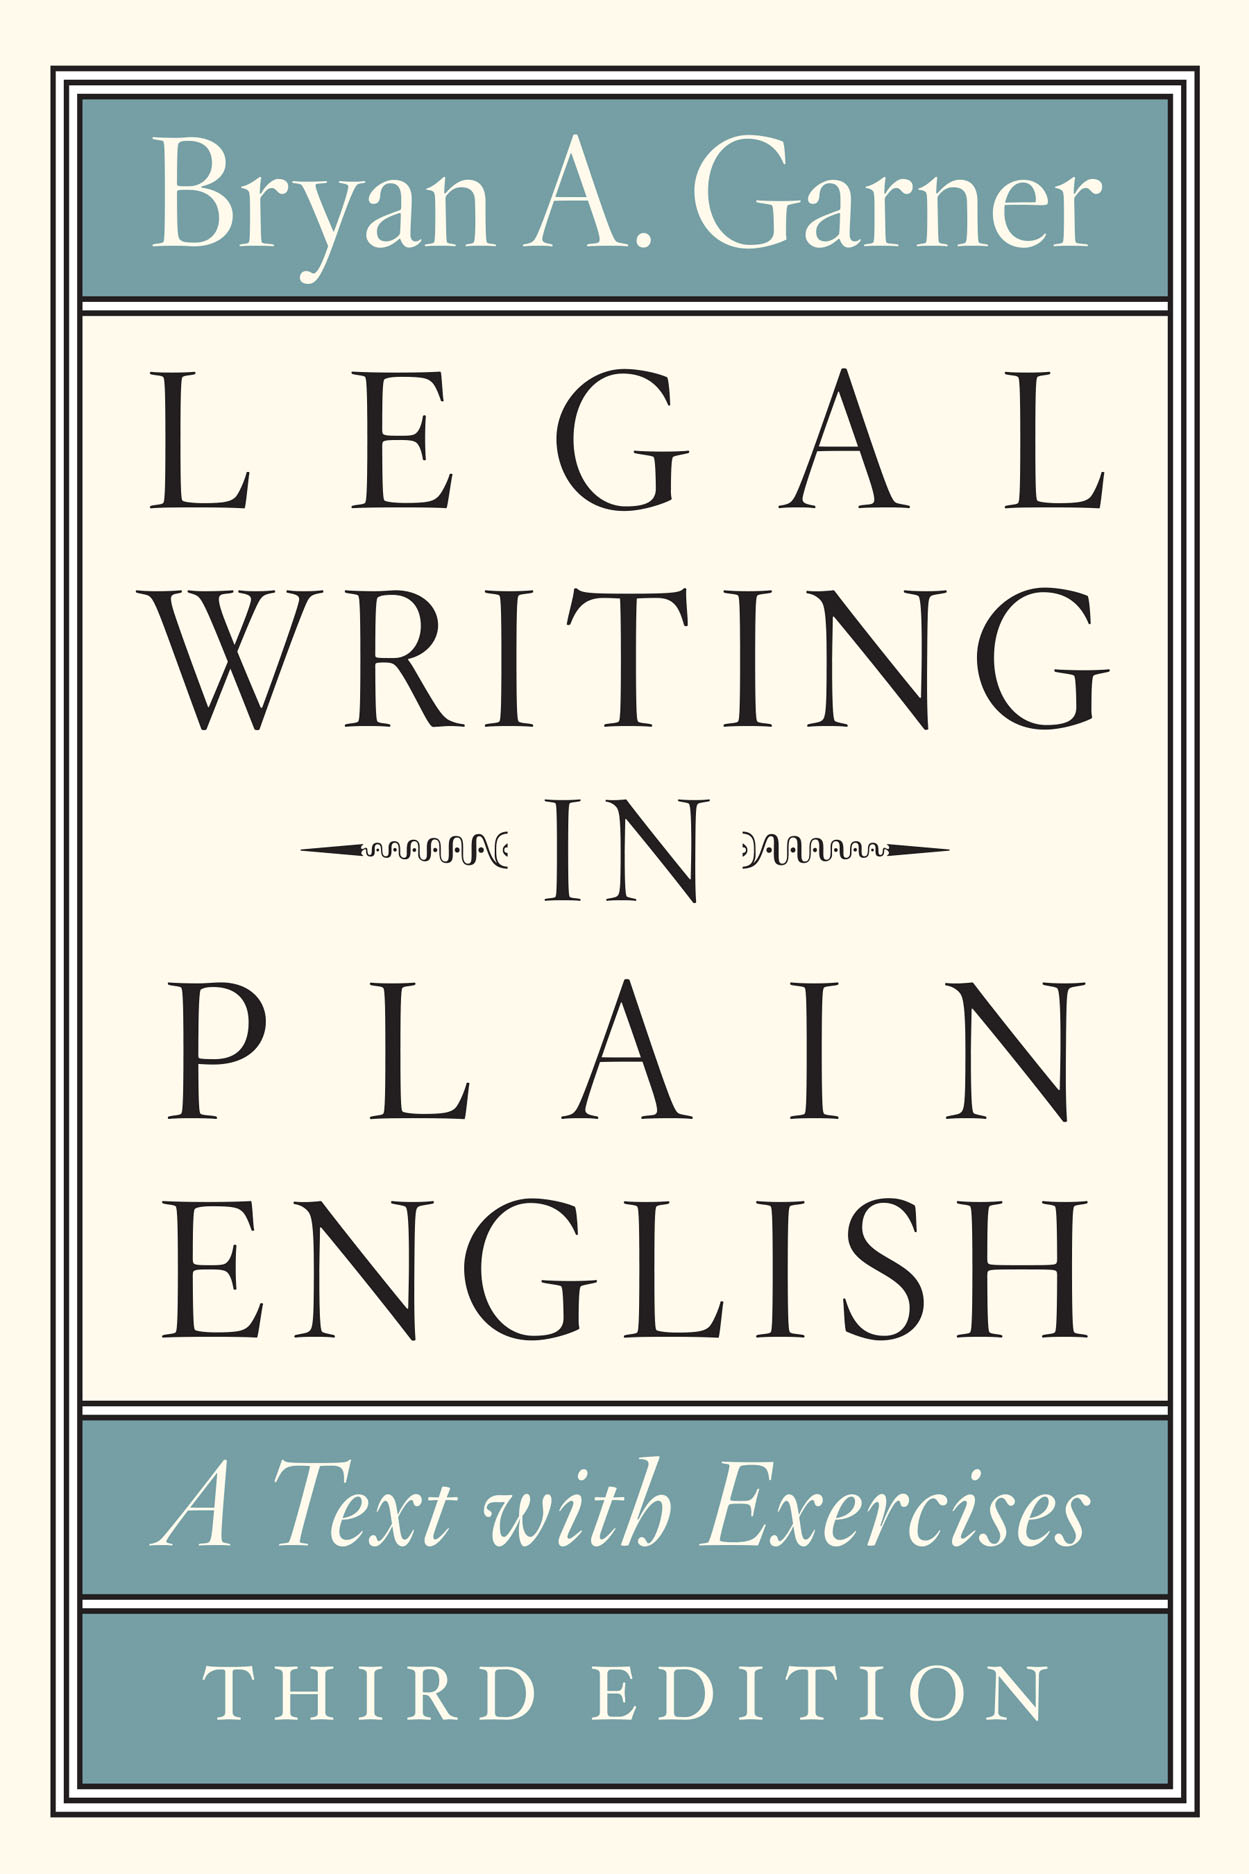 Bryan A. Garner
LEGAL
WRITING
IN
PLAIN
ENGLISH
A Text with Exercises
THIRD EDITION